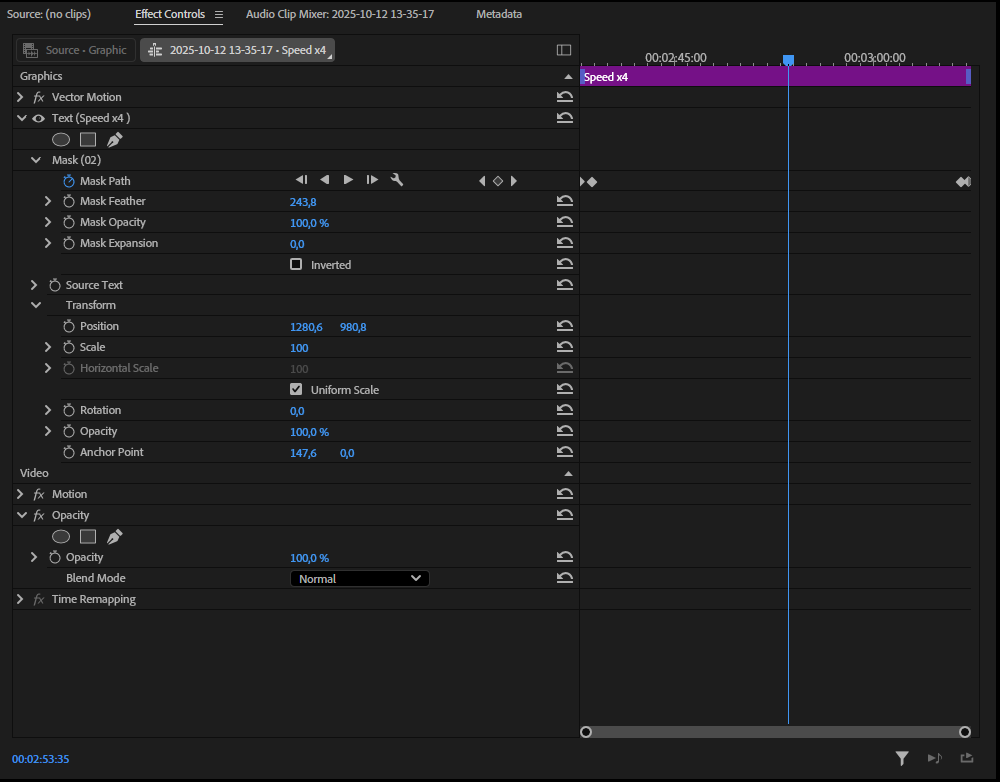 Source: (no clips) Effect Controls Audio Clip Mixer: 2025-10-12 13-35-17 Metadata
Source - Graphic 2025-10-12 13-35-17 - Speed x4
00:02:45:00 00:03:00:00
Graphics Speed x4
fx Vector Motion
Text (Speed x4 )
Mask (02)
Mask Path
Mask Feather 243,8
Mask Opacity 100,0 %
Mask Expansion 0,0
Inverted
Source Text
Transform
Position 1280,6 980,8
Scale 100
Horizontal Scale 100
Uniform Scale
Rotation 0,0
Opacity 100,0 %
Anchor Point 147,6 0,0
Video
fx Motion
fx Opacity
Opacity 100,0 %
Blend Mode Normal
fx Time Remapping
00:02:53:35